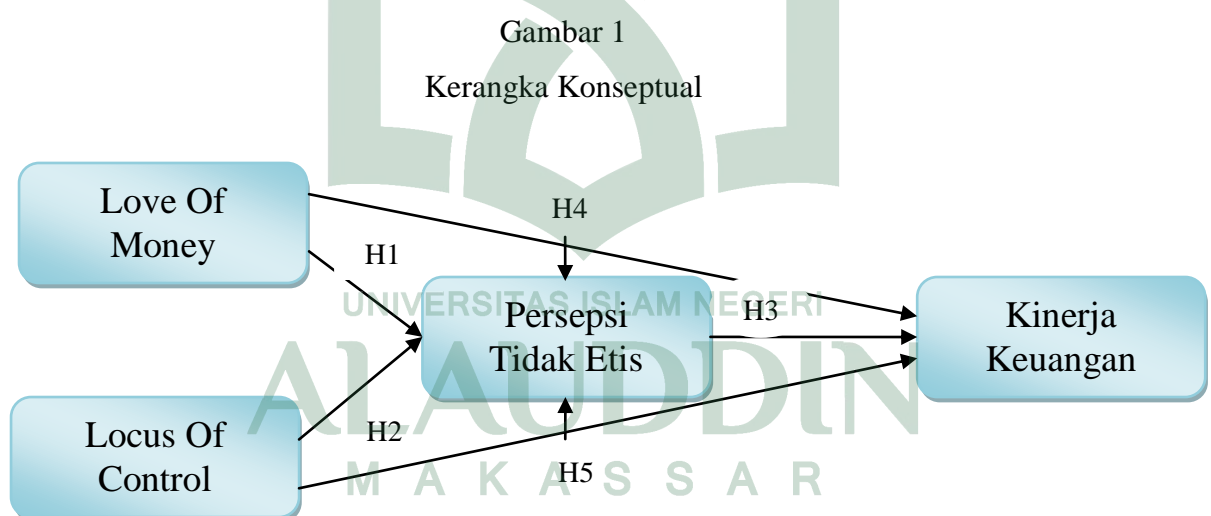 Gambar 1
Kerangka Konseptual
Love Of
Money
H4
H1
UNIVERSITAS ISLAM NEGERI
Persepsi
Tidak Etis
H3
Kinerja
Keuangan
ALAUDDIN
Locus Of
Control
H2
H5
MAKASSAR